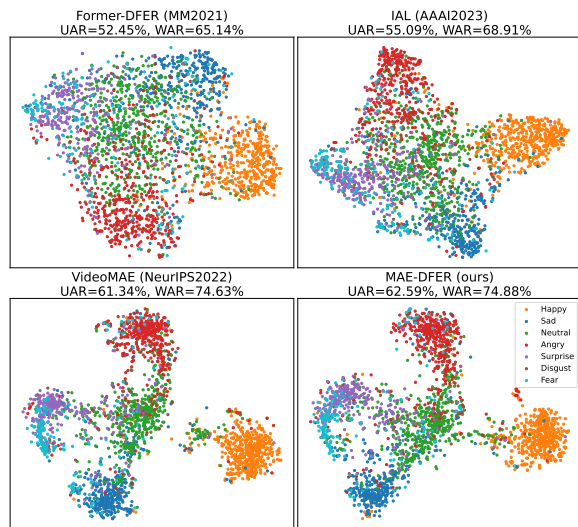 Former-DFER (MM2021)
UAR=52.45%, WAR=65.14%
IAL (AAAI2023)
UAR=55.09%, WAR=68.91%
VideoMAE (NeurIPS2022)
UAR=61.34%, WAR=74.63%
MAE-DFER (ours)
UAR=62.59%, WAR=74.88%
Happy
Sad
Neutral
Angry
Surprise
Disgust
Fear